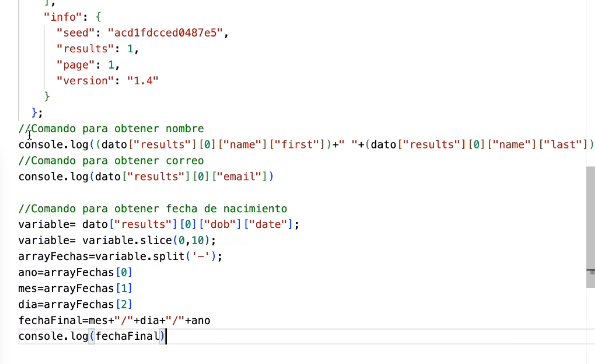 ],
"info": {
"seed": "acd1fdcced0487e5",
"results": 1,
"page": 1,
"version": "1.4"
}
};
//Comando para obtener nombre
console.log((dato["results"][0]["name"]["first"])+" "+(dato["results"][0]["name"]["last"])
//Comando para obtener correo
console.log(dato["results"][0]["email"])
//Comando para obtener fecha de nacimiento
variable= dato["results"][0]["dob"]["date"];
variable= variable.slice(0,10);
arrayFechas=variable.split('-');
ano=arrayFechas[0]
mes=arrayFechas[1]
dia=arrayFechas[2]
fechaFinal=mes+"/"+dia+"/"+ano
console.log(fechaFinal)